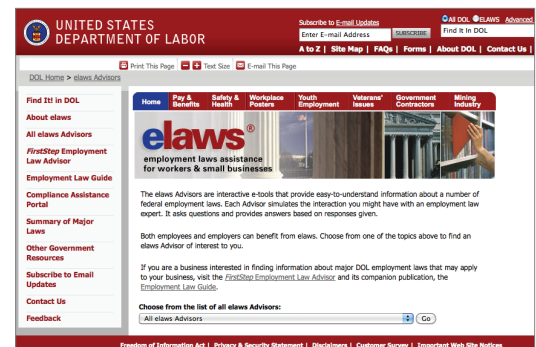 UNITED STATES
DEPARTMENT OF LABOR
Subscribe to E-mail Updates
All DOL ELAWS Advanced
Enter E-mail Address SUBSCRIBE Find It In DOL
A to Z | Site Map | FAQs | Forms | About DOL | Contact Us |
Print This Page Text Size E-mail This Page
DOL Home > elaws Advisors
Find It! in DOL
About elaws
All elaws Advisors
FirstStep Employment
Law Advisor
Employment Law Guide
Compliance Assistance
Portal
Summary of Major
Laws
Other Government
Resources
Subscribe to Email
Updates
Contact Us
Feedback
Home
Pay &
Benefits
Safety &
Health
Workplace
Posters
Youth
Employment
Veterans'
Issues
Government
Contractors
Mining
Industry
elaws®
employment laws assistance
for workers & small businesses
The elaws Advisors are interactive e-tools that provide easy-to-understand information about a number of
federal employment laws. Each Advisor simulates the interaction you might have with an employment law
expert. It asks questions and provides answers based on responses given.
Both employees and employers can benefit from elaws. Choose from one of the topics above to find an
elaws Advisor of interest to you.
If you are a business interested in finding information about major DOL employment laws that may apply
to your business, visit the FirstStep Employment Law Advisor and its companion publication, the
Employment Law Guide.
Choose from the list of all elaws Advisors:
All elaws Advisors Go
Freedom of Information Act | Privacy & Security Statement | Disclaimers | Customer Survey | Important Web Site Notices